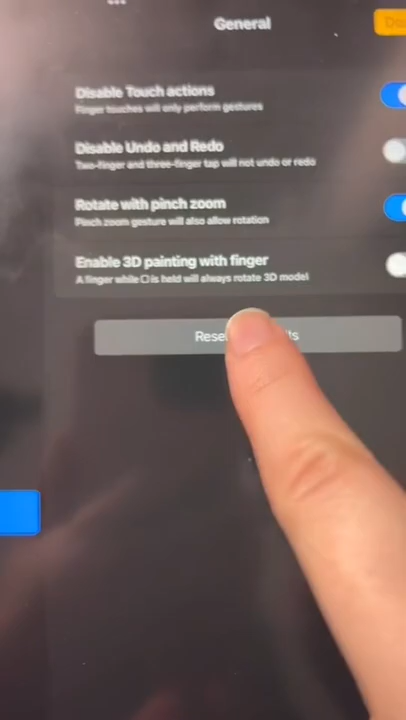 General
Disable Touch actions
Finger touches will only perform gestures
Disable Undo and Redo
Two-finger and three-finger tap will not undo or redo
Rotate with pinch zoom
Pinch zoom gesture will also allow rotation
Enable 3D painting with finger
A finger while □ is held will always rotate 3D model